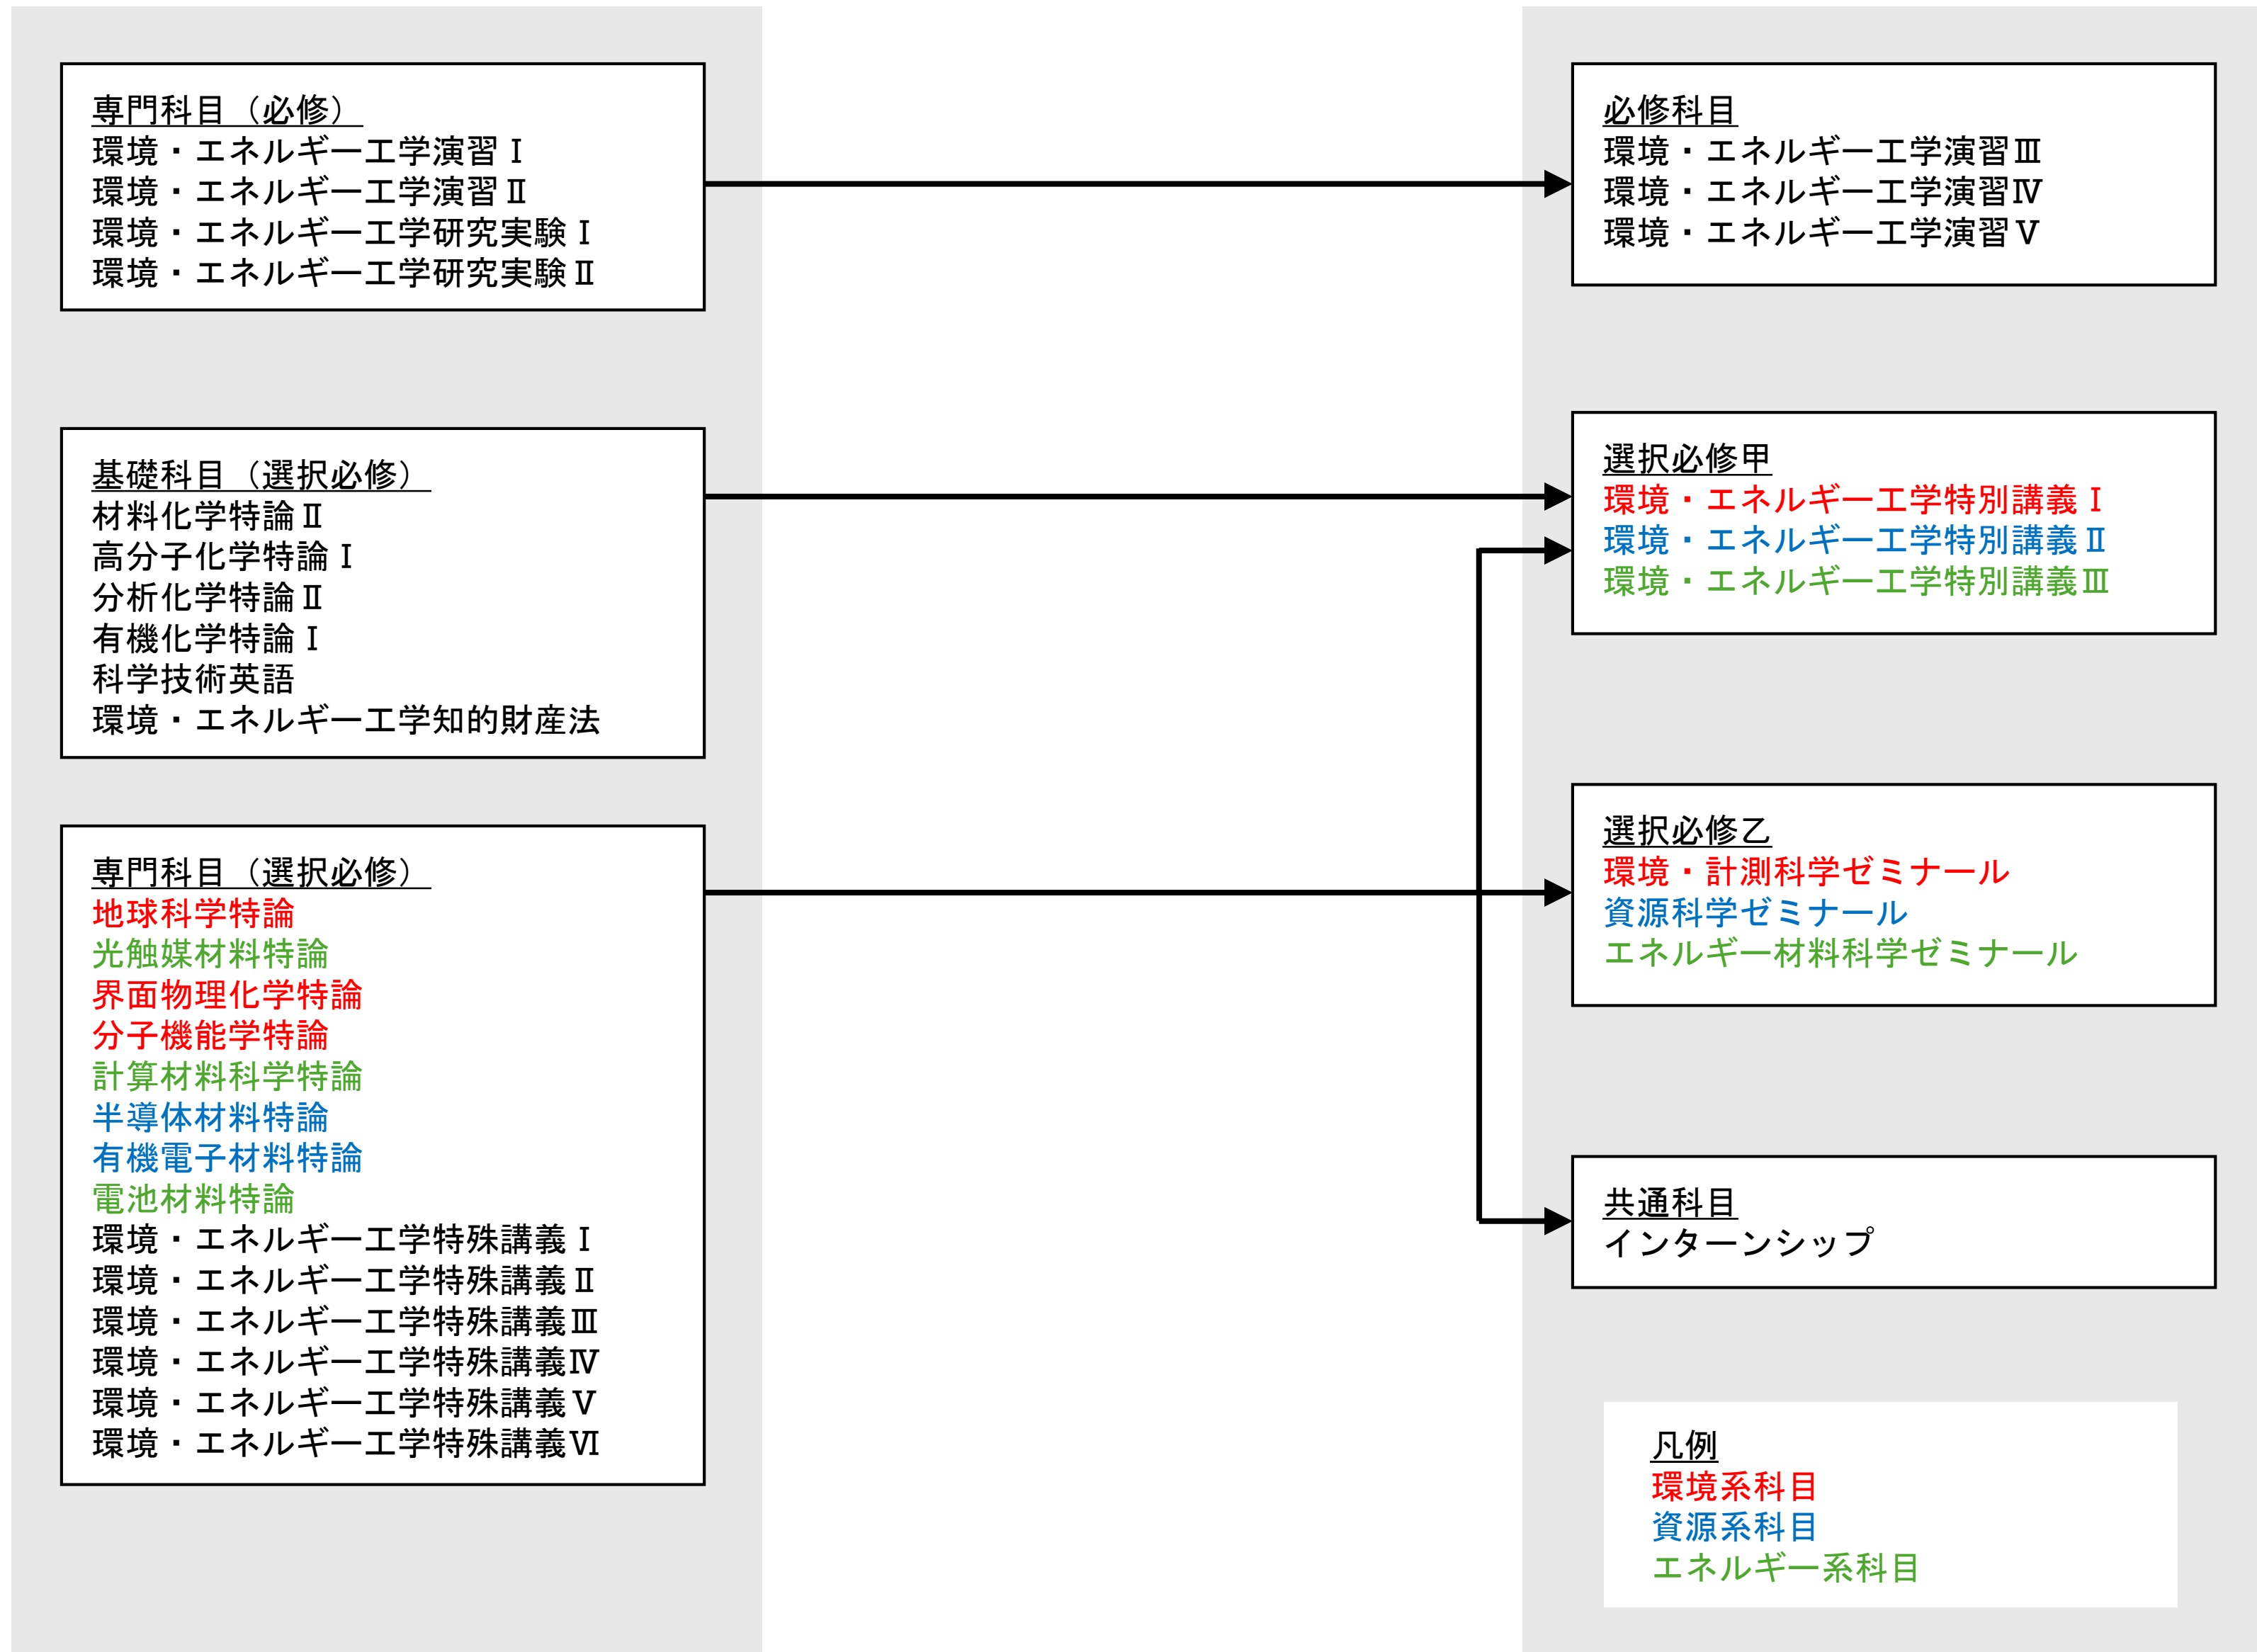 専門科目（必修）
環境・エネルギー工学演習Ⅰ
環境・エネルギー工学演習Ⅱ
環境・エネルギー工学研究実験Ⅰ
環境・エネルギー工学研究実験Ⅱ
基礎科目（選択必修）
材料化学特論Ⅱ
高分子化学特論Ⅰ
分析化学特論Ⅱ
有機化学特論Ⅰ
科学技術英語
環境・エネルギー工学知的財産法
専門科目（選択必修）
地球科学特論
光触媒材料特論
界面物理化学特論
分子機能学特論
計算材料科学特論
半導体材料特論
有機電子材料特論
電池材料特論
環境・エネルギー工学特殊講義Ⅰ
環境・エネルギー工学特殊講義Ⅱ
環境・エネルギー工学特殊講義Ⅲ
環境・エネルギー工学特殊講義Ⅳ
環境・エネルギー工学特殊講義Ⅴ
環境・エネルギー工学特殊講義Ⅵ
必修科目
環境・エネルギー工学演習Ⅲ
環境・エネルギー工学演習Ⅳ
環境・エネルギー工学演習Ⅴ
選択必修甲
環境・エネルギー工学特別講義Ⅰ
環境・エネルギー工学特別講義Ⅱ
環境・エネルギー工学特別講義Ⅲ
選択必修乙
環境・計測科学ゼミナール
資源科学ゼミナール
エネルギー材料科学ゼミナール
共通科目
インターンシップ
凡例
環境系科目
資源系科目
エネルギー系科目